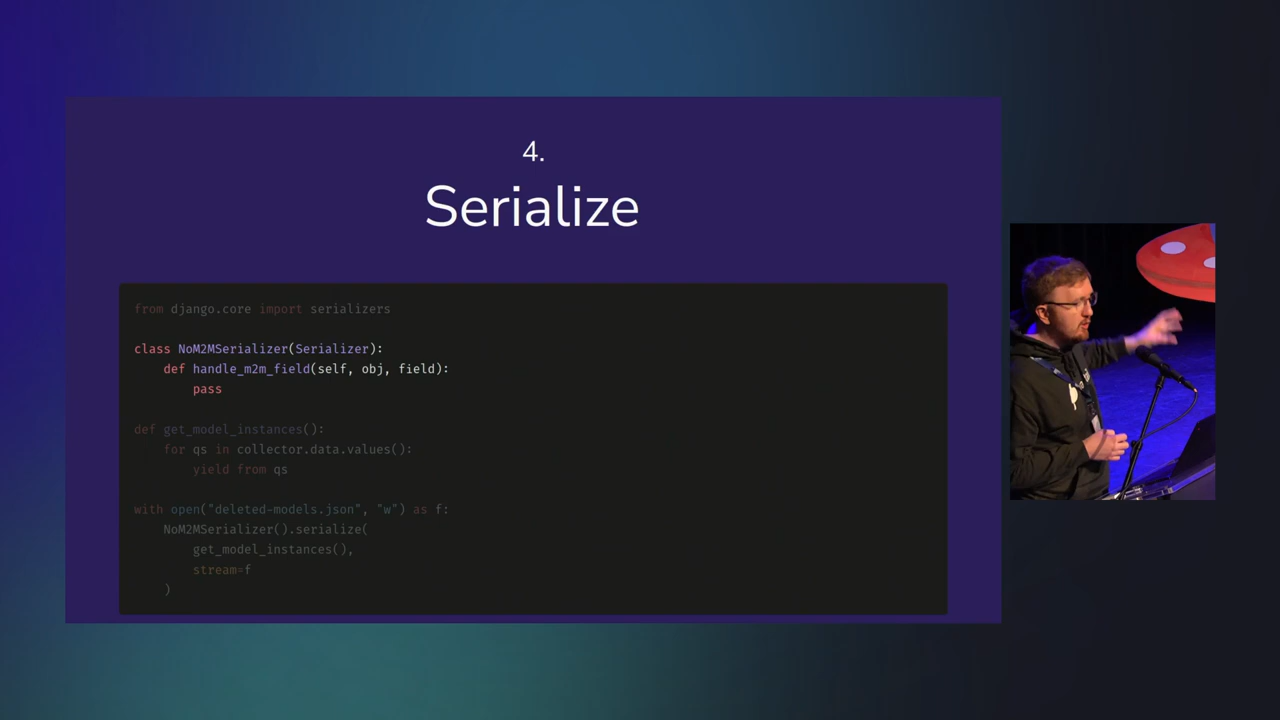 4.
Serialize
from django.core import serializers
class NoM2MSerializer(Serializer):
    def handle_m2m_field(self, obj, field):
        pass
def get_model_instances():
    for qs in collector.data.values():
        yield from qs
with open("deleted-models.json", "w") as f:
    NoM2MSerializer().serialize(
        get_model_instances(),
        stream=f
    )